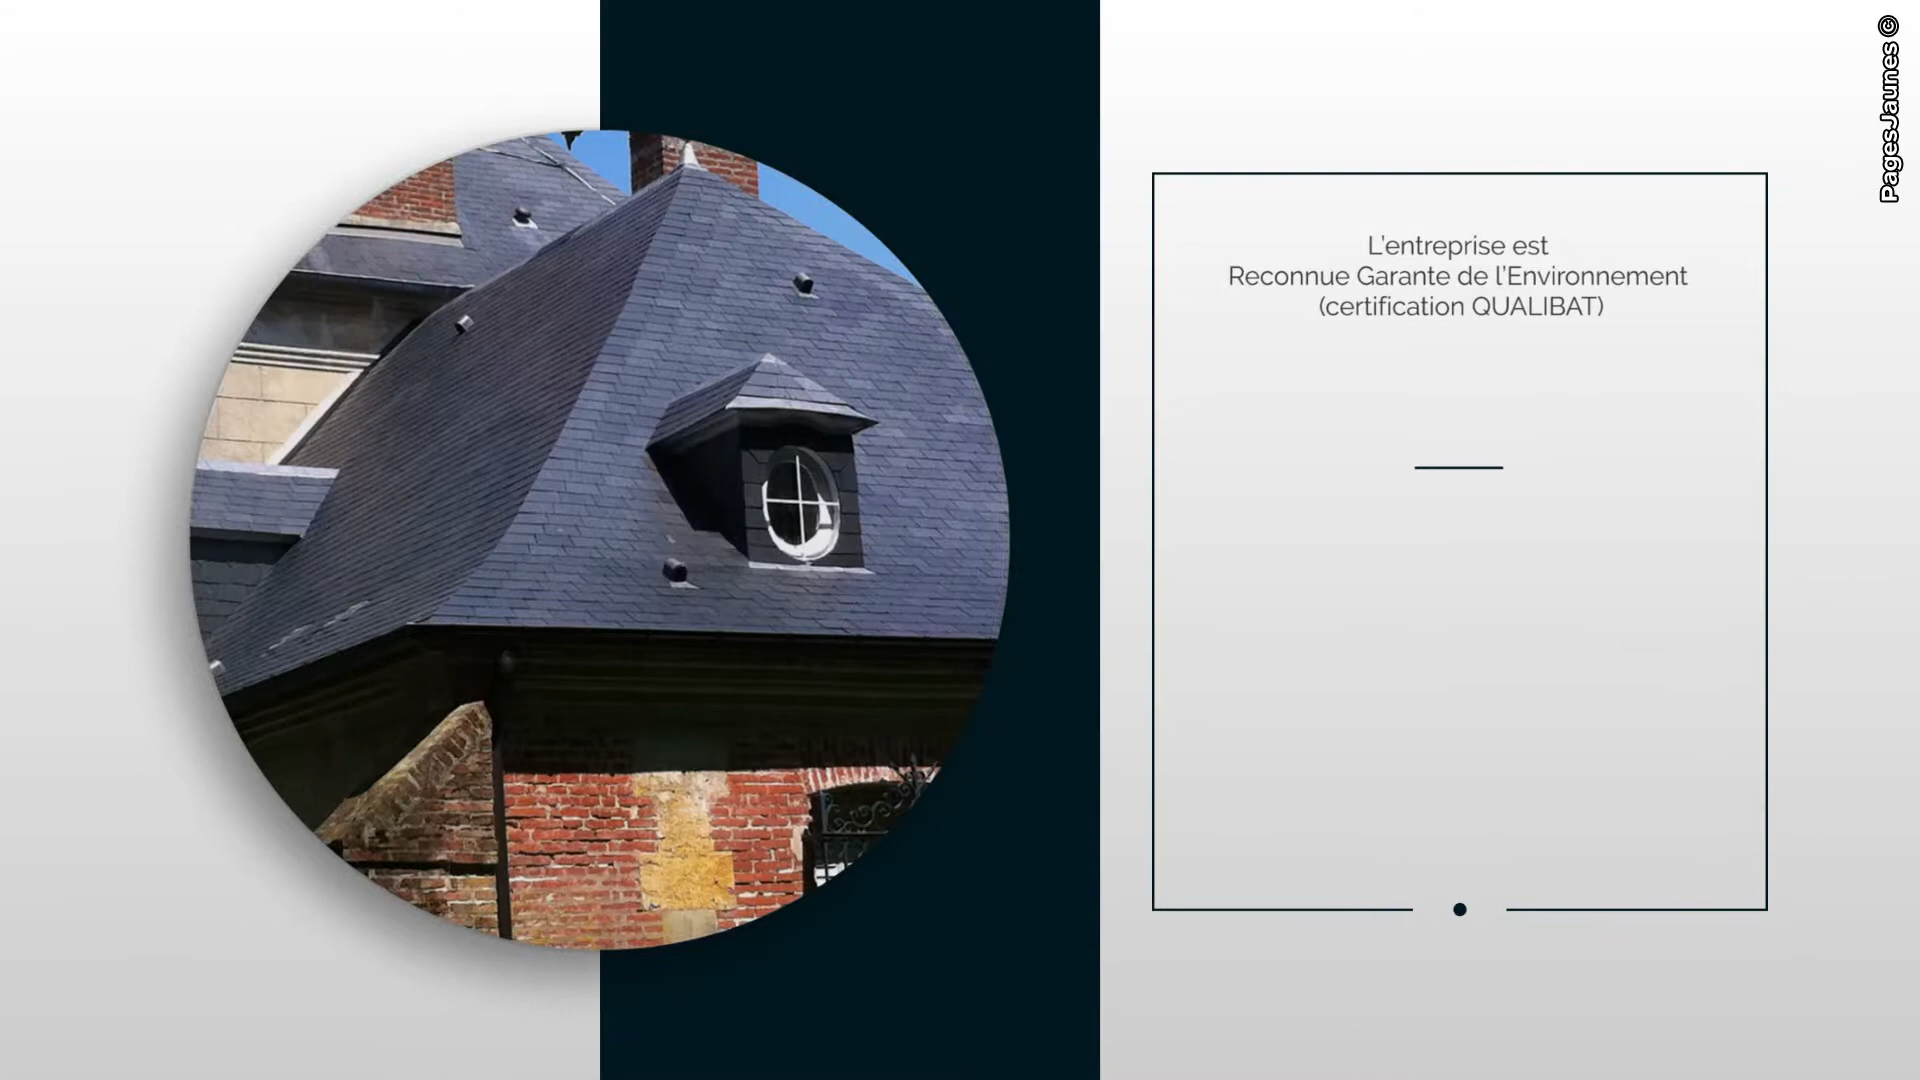 L'entreprise est
Reconnue Garante de l'Environnement
(certification QUALIBAT)
PagesJaunes ©